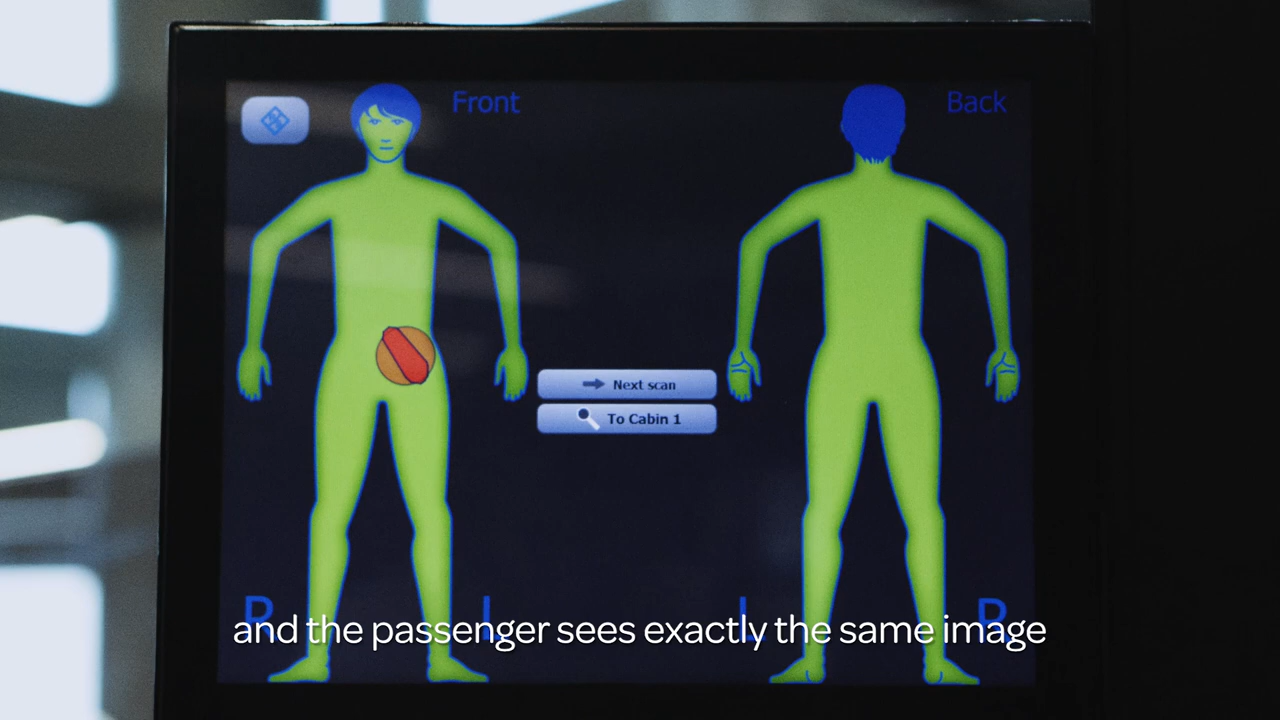 Front
Back
Next scan
To Cabin 1
R
L
L
R
and the passenger sees exactly the same image